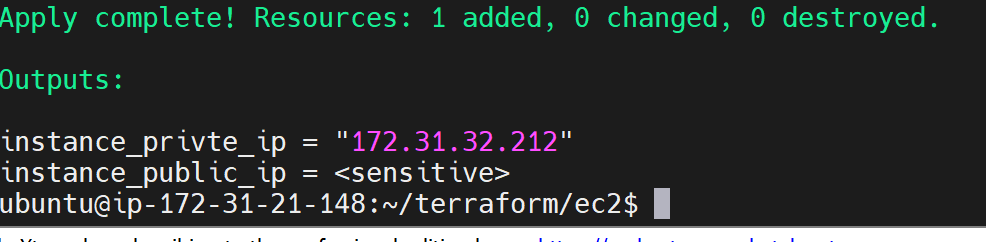 Apply complete! Resources: 1 added, 0 changed, 0 destroyed.
Outputs:
instance_privte_ip = "172.31.32.212"
instance_public_ip = <sensitive>
ubuntu@ip-172-31-21-148:~/terraform/ec2$